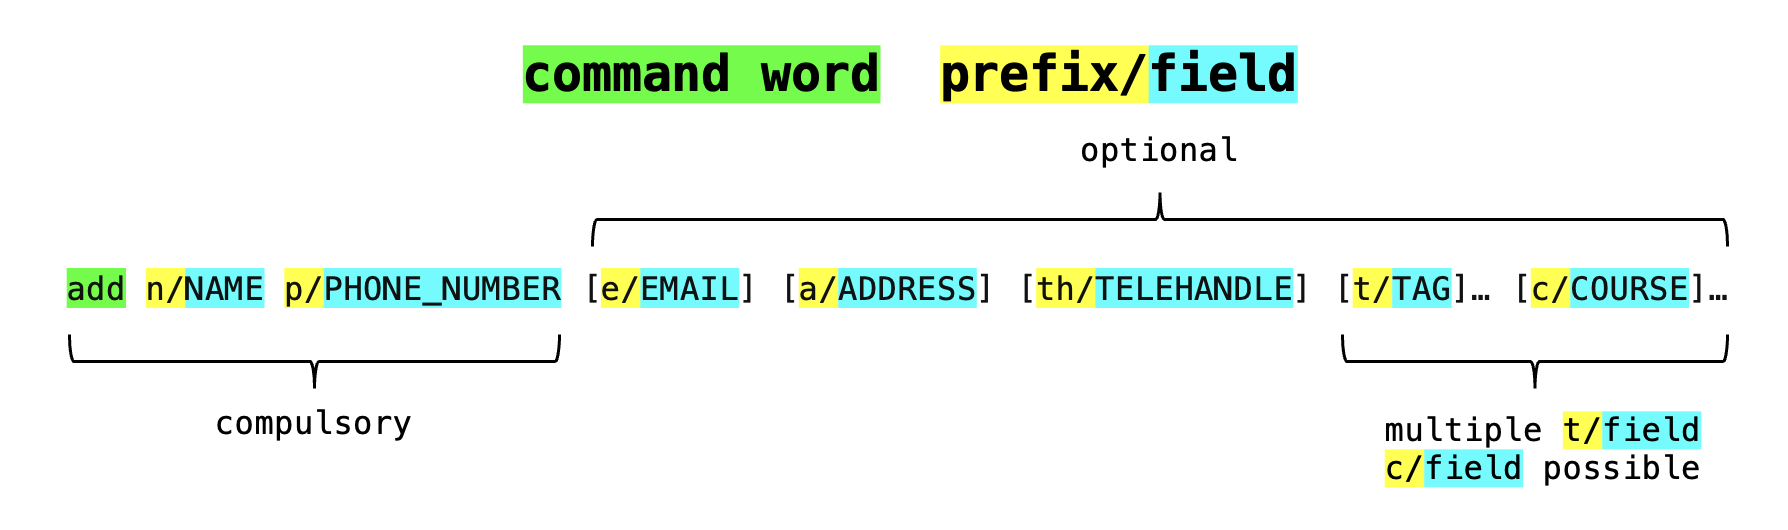 command word prefix/field
optional
add n/NAME p/PHONE_NUMBER [e/EMAIL] [a/ADDRESS] [th/TELEHANDLE] [t/TAG]… [c/COURSE]…
compulsory
multiple t/field
c/field possible